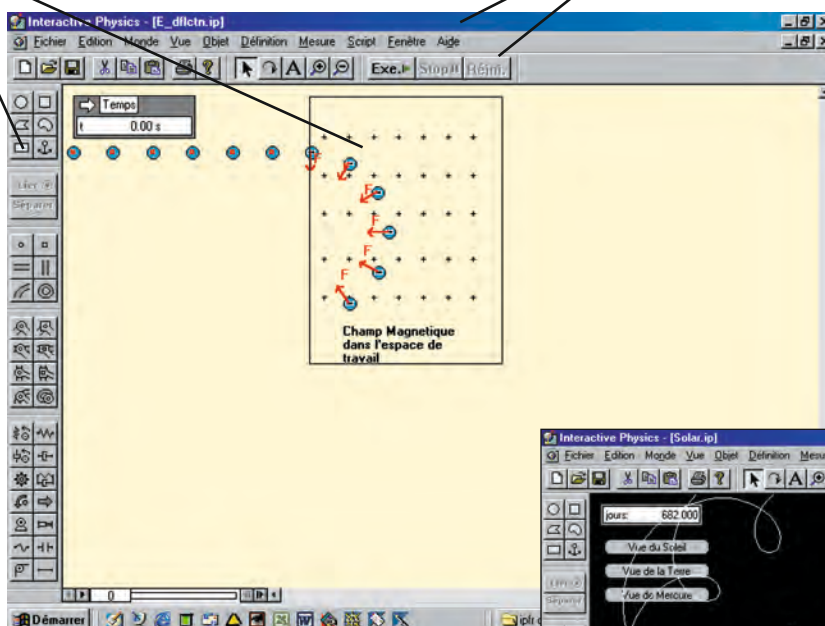 Interactive Physics - [E_dflctn.ip]
Fichier Edition Monde Vue Objet Définition Mesure Script Fenêtre Aide
A Exe. Stop Réini.
Temps
t 0.00 s
F
F
F
F
F
F
Lier
Séparer
Champ Magnetique
dans l'espace de
travail
Interactive Physics - [Solar.ip]
Fichier Edition Monde Vue Objet Définition
A
jours: 682.000
Vue du Soleil
Vue de la Terre
Vue de Mercure
Lier
Séparer
0
Démarrer